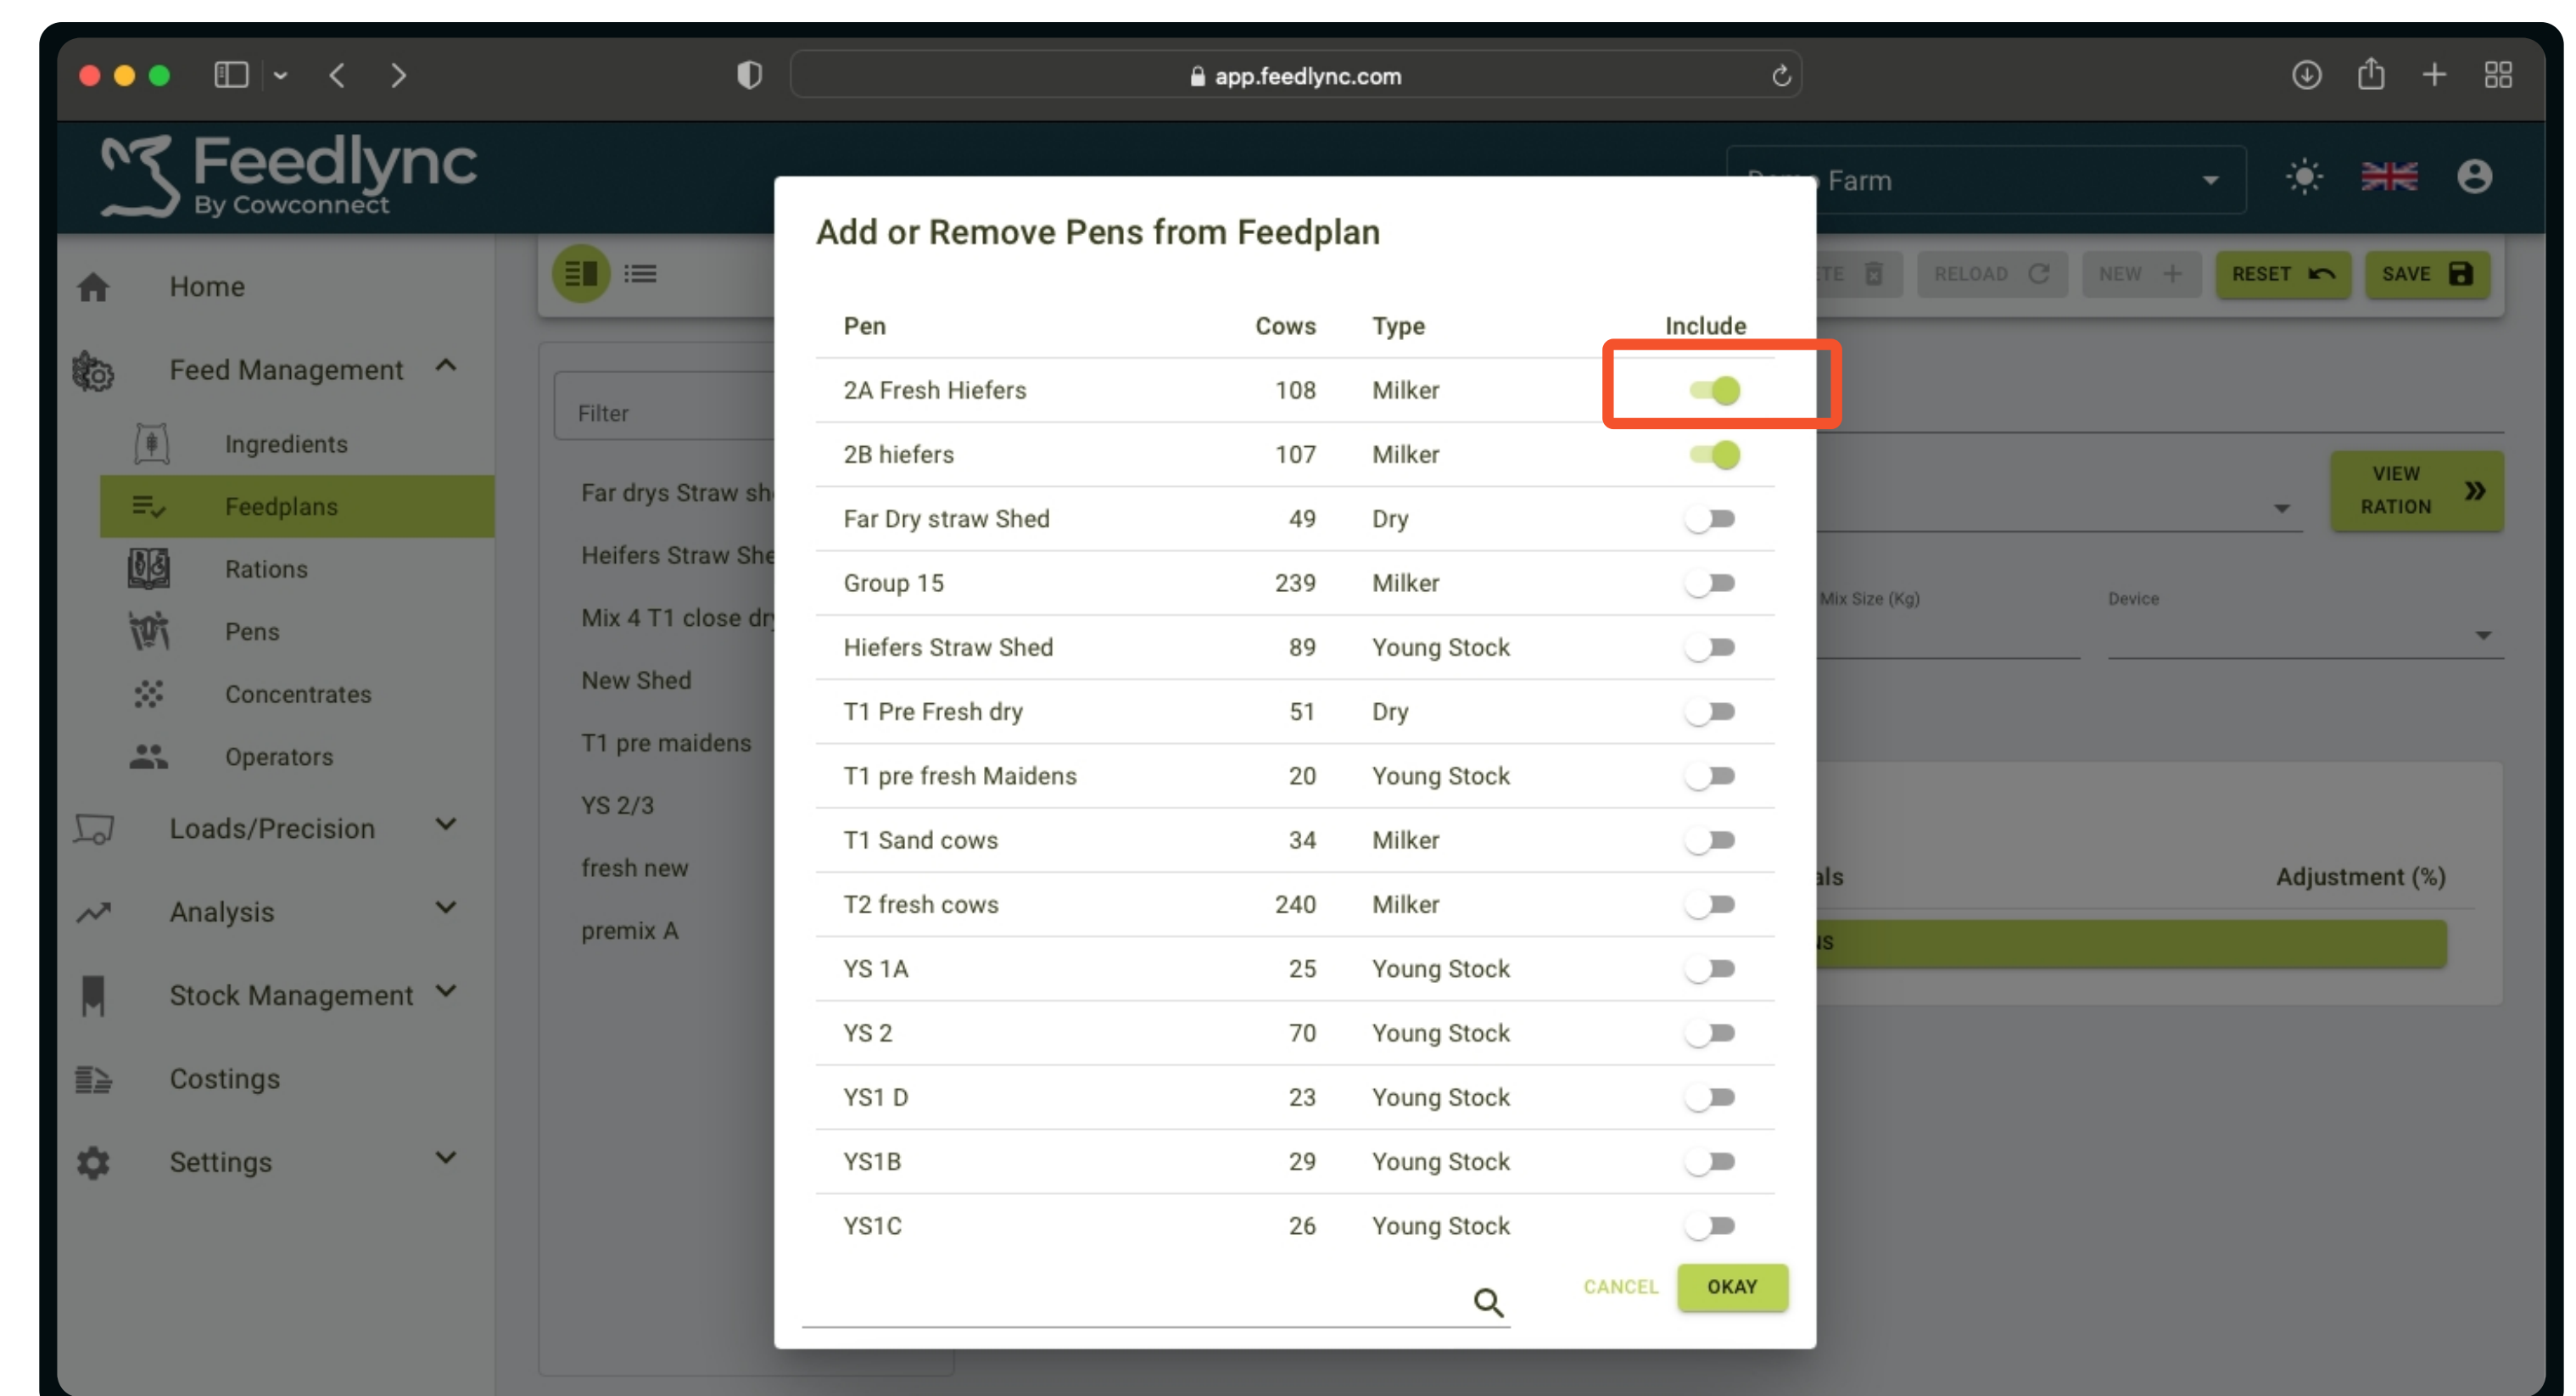 app.feedlync.com
Feedlync
By Cowconnect
Farm
Home
Feed Management
Ingredients
Feedplans
Rations
Pens
Concentrates
Operators
Loads/Precision
Analysis
Stock Management
Costings
Settings
Filter
Far drys Straw sh
Heifers Straw She
Mix 4 T1 close dry
New Shed
T1 pre maidens
YS 2/3
fresh new
premix A
Add or Remove Pens from Feedplan
Pen Cows Type Include
2A Fresh Hiefers 108 Milker
2B hiefers 107 Milker
Far Dry straw Shed 49 Dry
Group 15 239 Milker
Hiefers Straw Shed 89 Young Stock
T1 Pre Fresh dry 51 Dry
T1 pre fresh Maidens 20 Young Stock
T1 Sand cows 34 Milker
T2 fresh cows 240 Milker
YS 1A 25 Young Stock
YS 2 70 Young Stock
YS1 D 23 Young Stock
YS1B 29 Young Stock
YS1C 26 Young Stock
CANCEL OKAY
RELOAD NEW RESET SAVE
VIEW
RATION
Mix Size (Kg) Device
Adjustment (%)